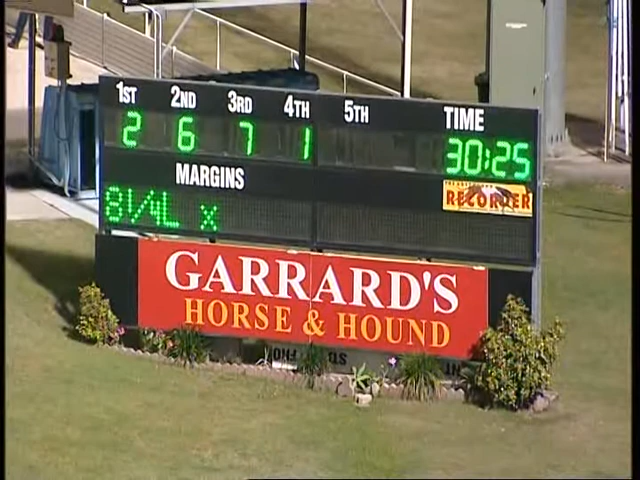 1ST 2ND 3RD 4TH 5TH TIME
2 6 7 1 30:25
MARGINS
8 1/4L x
RECORDER
GARRARD'S
HORSE & HOUND